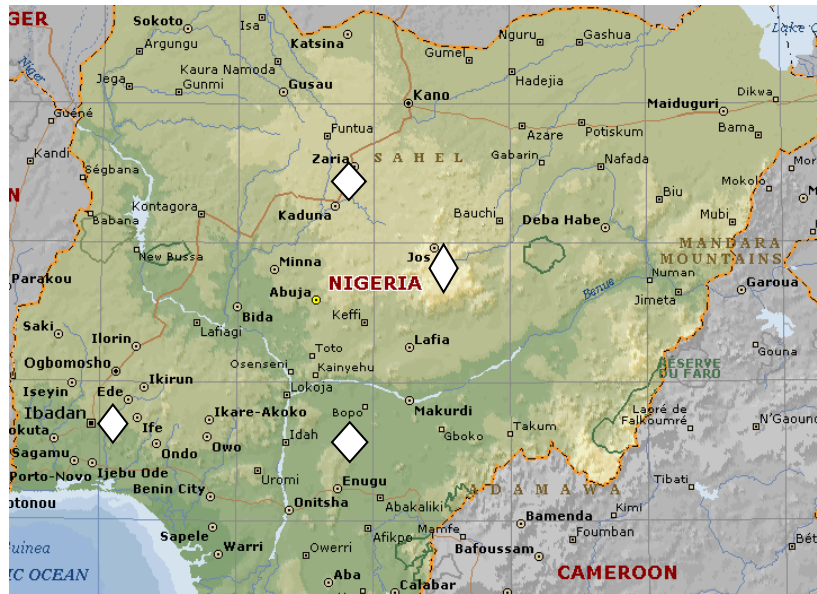 GER
Sokoto
Isa
Katsina
Nguru
Gashua
Lake C
Argungu
Gumel
Niger
Kaura Namoda
Jega
Gunmi
Gusau
Hadejia
Kano
Dikwa
Maiduguri
Guéné
Funtua
Azare
Potiskum
Bama
Kandi
Zaria
SAHEL
Gabarin
Nafada
Ségbana
Mokolo
N
Kaduna
Biu
Babana
Kontagora
Bauchi
Deba Habe
Mubi
New Bussa
Jos
MANDARA
MOUNTAINS
Parakou
Minna
NIGERIA
Numan
Abuja
Benue
Jimeta
Garoua
Bida
Keffi
Saki
Ilorin
Lafiagi
Lafia
Toto
Gouna
Ogbomosho
Osenseni
Kainyehu
RÉSERVE
DU FARO
Iseyin
Ede
Ikirun
Lokoja
Ibadan
Ikare-Akoko
Bopo
Makurdi
Laoré de
Falkoumré
okuta
Ife
Idah
Gboko
Takum
N'Gaound
Sagamu
Ondo
Owo
Porto-Novo
Ijebu Ode
Uromi
Enugu
ADAMAWA
Tibati
otonou
Benin City
Onitsha
Abakaliki
Kimi
Bamenda
Sapele
Afikpo
Mamfe
Foumban
Bét
Guinea
Warri
Owerri
Bafoussam
IC OCEAN
Aba
Calabar
CAMEROON